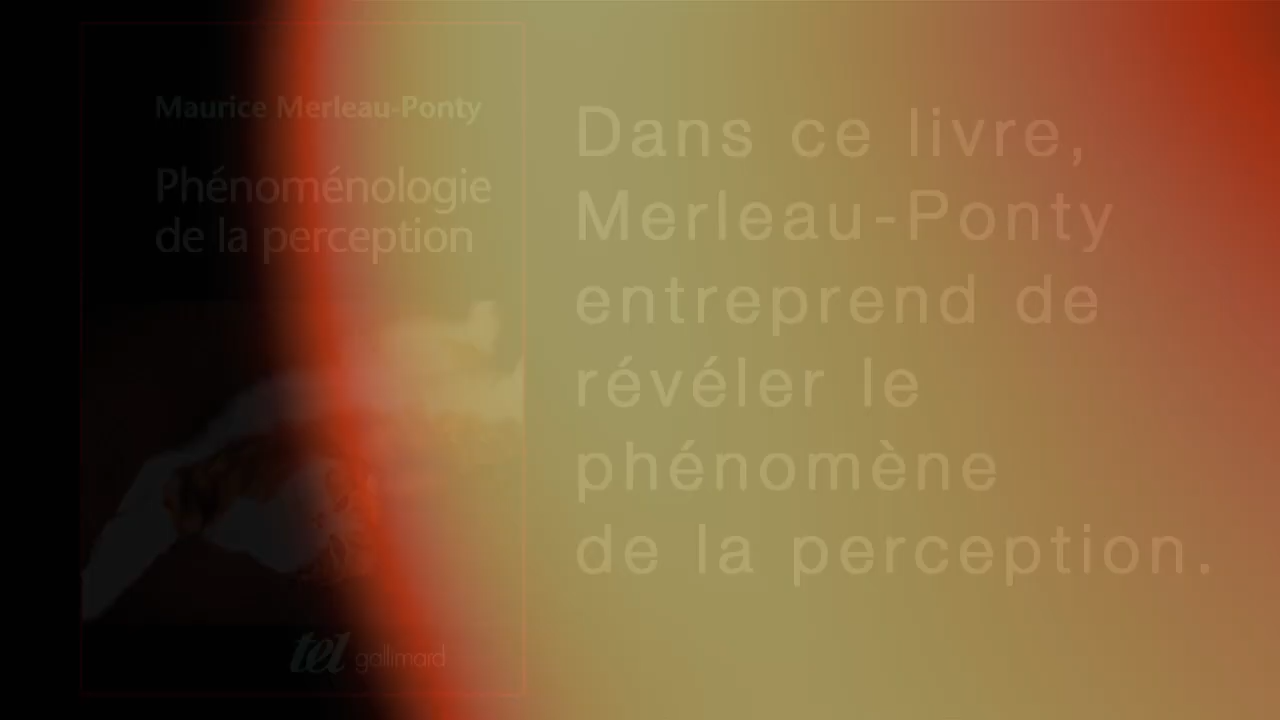 Maurice Merleau-Ponty
Phénoménologie
de la perception
tel gallimard
Dans ce livre,
Merleau-Ponty
entreprend de
révéler le
phénomène
de la perception.